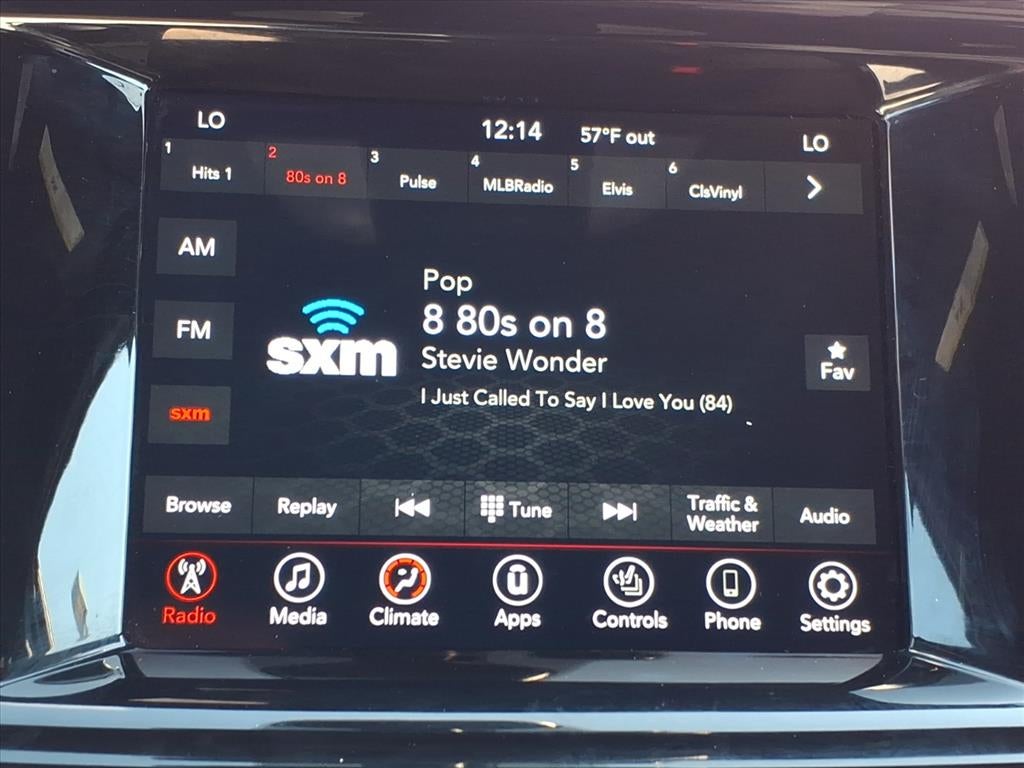 LO
12:14
57°F out
LO
1
Hits 1
2
80s on 8
3
Pulse
4
MLBRadio
5
Elvis
6
ClsVinyl
AM
FM
sxm
sxm
Pop
8 80s on 8
Stevie Wonder
I Just Called To Say I Love You (84)
Fav
Browse
Replay
Tune
Traffic &
Weather
Audio
Radio
Media
Climate
Apps
Controls
Phone
Settings